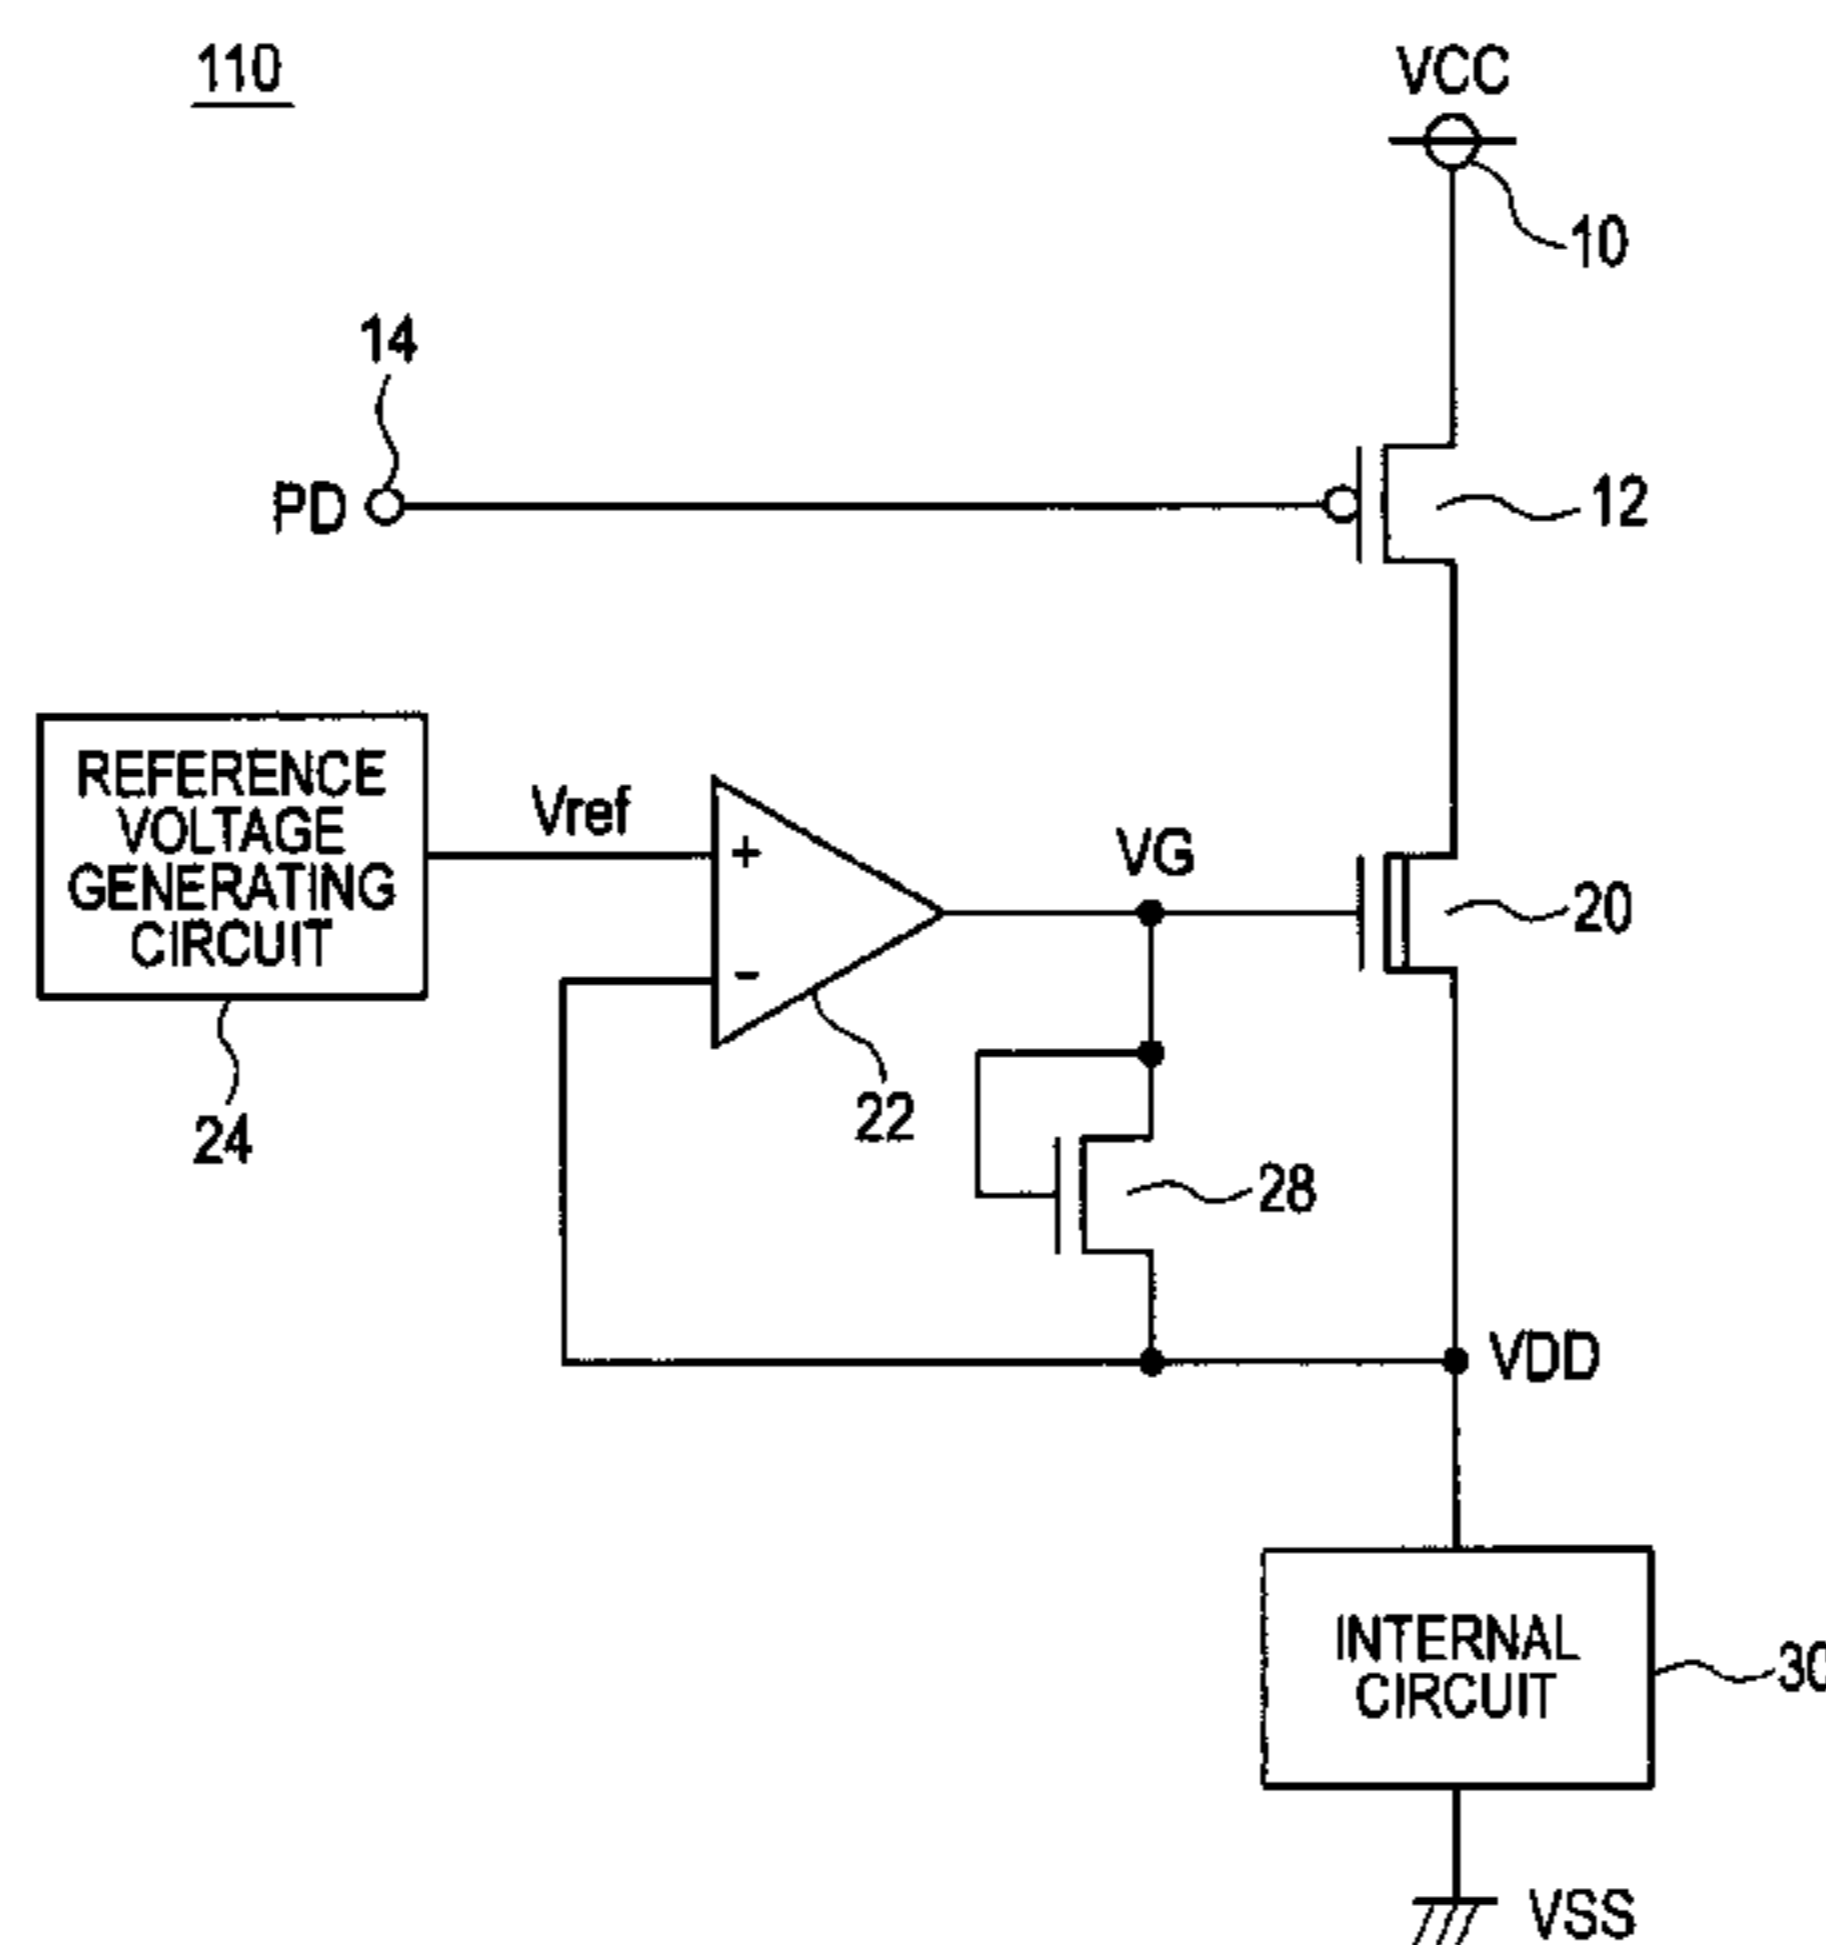 110
VCC
10
14
PD
12
REFERENCE
VOLTAGE
GENERATING
CIRCUIT
Vref
+
-
VG
20
22
24
28
VDD
INTERNAL
CIRCUIT
30
VSS